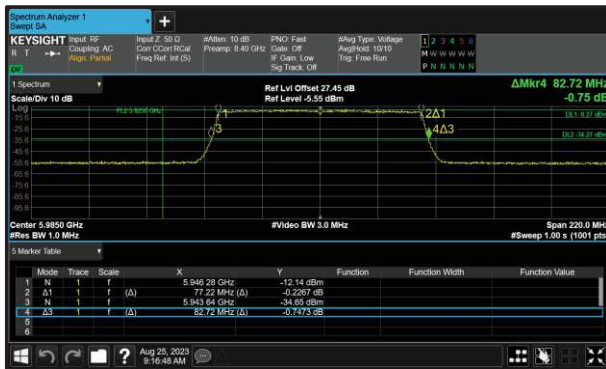 Spectrum Analyzer 1
Swept SA
+
KEYSIGHT Input: RF Input Z: 50 Ω #Atten: 10 dB PNO: Fast #Avg Type: Voltage 1 2 3 4 5 6
R T Coupling: AC Corr CCorr RCal Preamp: 8.40 GHz Gate: Off Avg|Hold: 10/10 M W W W W W
Align: Partial Freq Ref: Int (S) IF Gain: Low Trig: Free Run
Sig Track: Off P N N N N N
1 Spectrum
Scale/Div 10 dB
Ref Lvl Offset 27.45 dB
Ref Level -5.55 dBm
ΔMkr4 82.72 MHz
-0.75 dB
Log
-15.6
-25.6
-35.6
-45.6
-55.6
-65.6
-75.6
-85.6
-95.6
1
2Δ1
3
4Δ3
DL2 -34.27 dBm
Center 5.9850 GHz #Video BW 3.0 MHz Span 220.0 MHz
#Res BW 1.0 MHz #Sweep 1.00 s (1001 pts
5 Marker Table
Mode Trace Scale X Y Function Function Width Function Value
1 N 1 f 5.946 28 GHz -12.14 dBm
2 Δ1 1 f (Δ) 77.22 MHz (Δ) -0.2267 dB
3 N 1 f 5.943 64 GHz -34.65 dBm
4 Δ3 1 f (Δ) 82.72 MHz (Δ) -0.7473 dB
5
6
?
Aug 25, 2023
9:16:48 AM